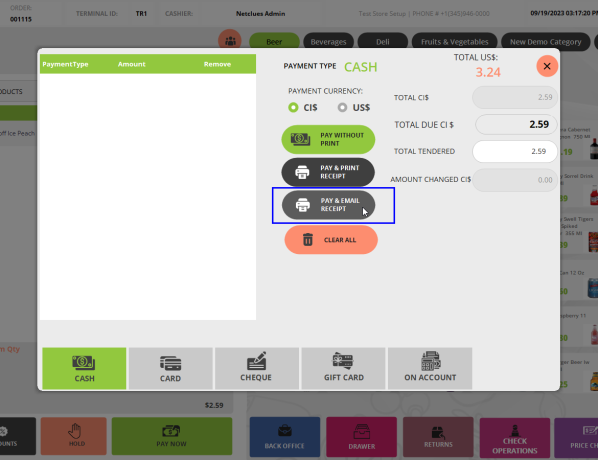 ORDER:
001115
TERMINAL ID: TR1 CASHIER: Netclues Admin
Test Store Setup | PHONE # +1(345)946-0000
09/19/2023 03:17:20 PM
Beer
Beverages
Deli
Fruits & Vegetables
New Demo Category
PaymentType Amount Remove
PAYMENT TYPE CASH
TOTAL US$:
3.24
PAYMENT CURRENCY:
CI$ US$
TOTAL CI$ 2.59
PAY WITHOUT
PRINT
TOTAL DUE CI $ 2.59
PAY & PRINT
RECEIPT
TOTAL TENDERED 2.59
PAY & EMAIL
RECEIPT
AMOUNT CHANGED CI$ 0.00
CLEAR ALL
CASH
CARD
CHEQUE
GIFT CARD
ON ACCOUNT
ODUCTS
off Ice Peach
m Qty
$2.59
OUNTS
HOLD
PAY NOW
BACK OFFICE
DRAWER
RETURNS
CHECK
OPERATIONS
PRICE CH